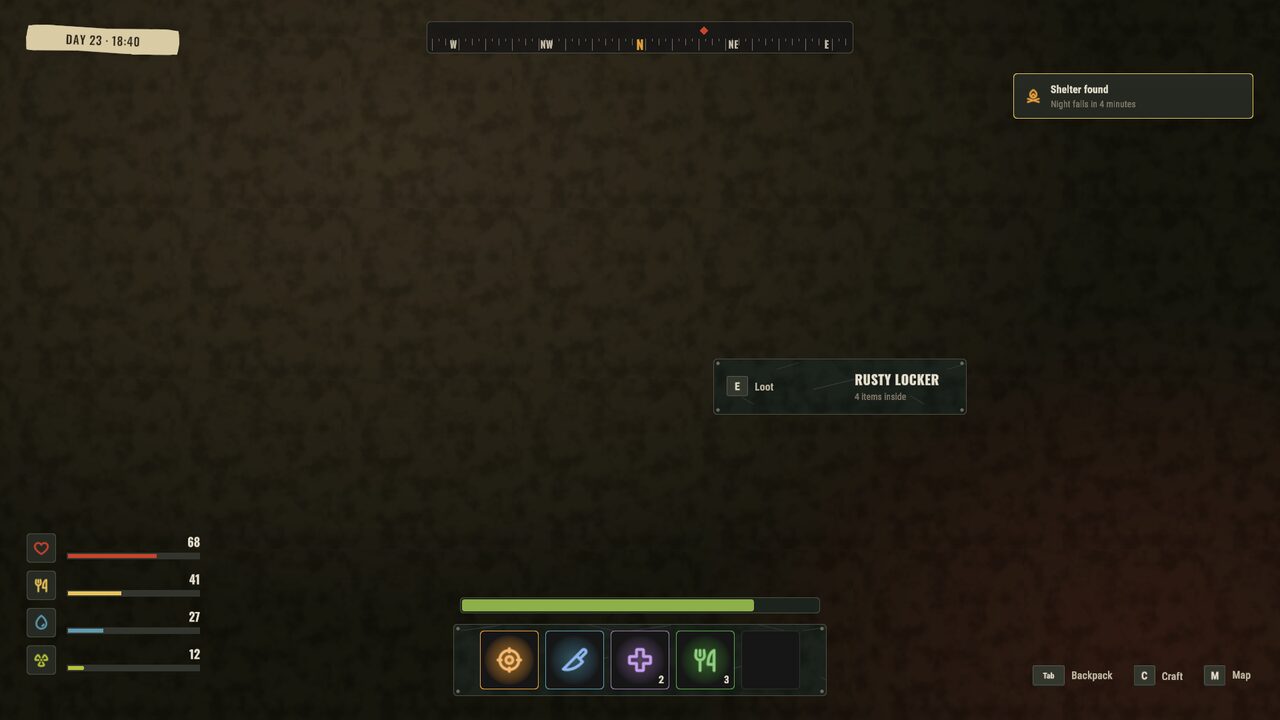 DAY 23 · 18:40
W NW N NE E
Shelter found
Night falls in 4 minutes
E Loot
RUSTY LOCKER
4 items inside
68
41
27
12
2
3
Tab Backpack
C Craft
M Map